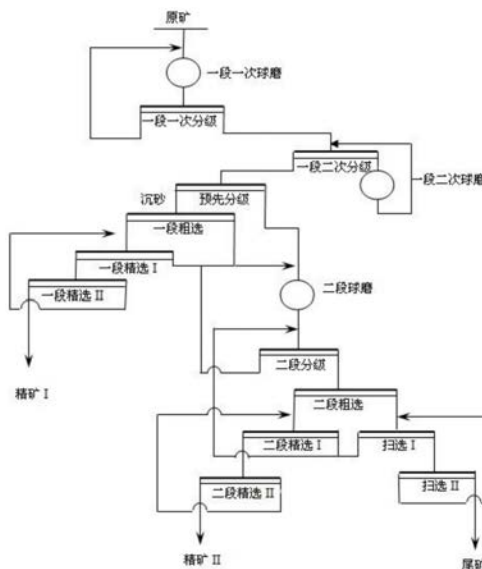 原矿
一段一次球磨
一段一次分级
一段二次分级
一段二次球磨
沉砂
预先分级
一段粗选
一段精选 I
一段精选 II
二段球磨
精矿 I
二段分级
二段粗选
二段精选 I
扫选 I
二段精选 II
扫选 II
精矿 II
尾矿